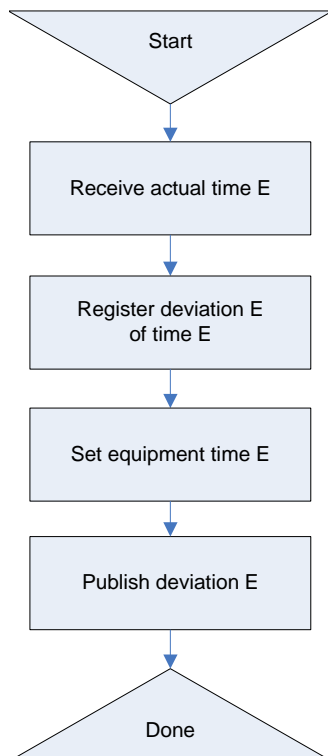 Start
Receive actual time E
Register deviation E
of time E
Set equipment time E
Publish deviation E
Done